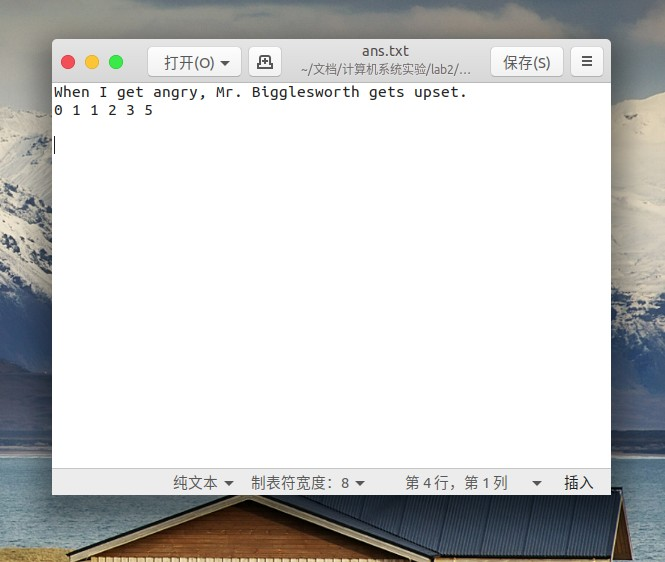 打开(O)
ans.txt
~/文档/计算机系统实验/lab2/...
保存(S)
When I get angry, Mr. Bigglesworth gets upset.
0 1 1 2 3 5
纯文本 制表符宽度：8 第 4 行，第 1 列 插入